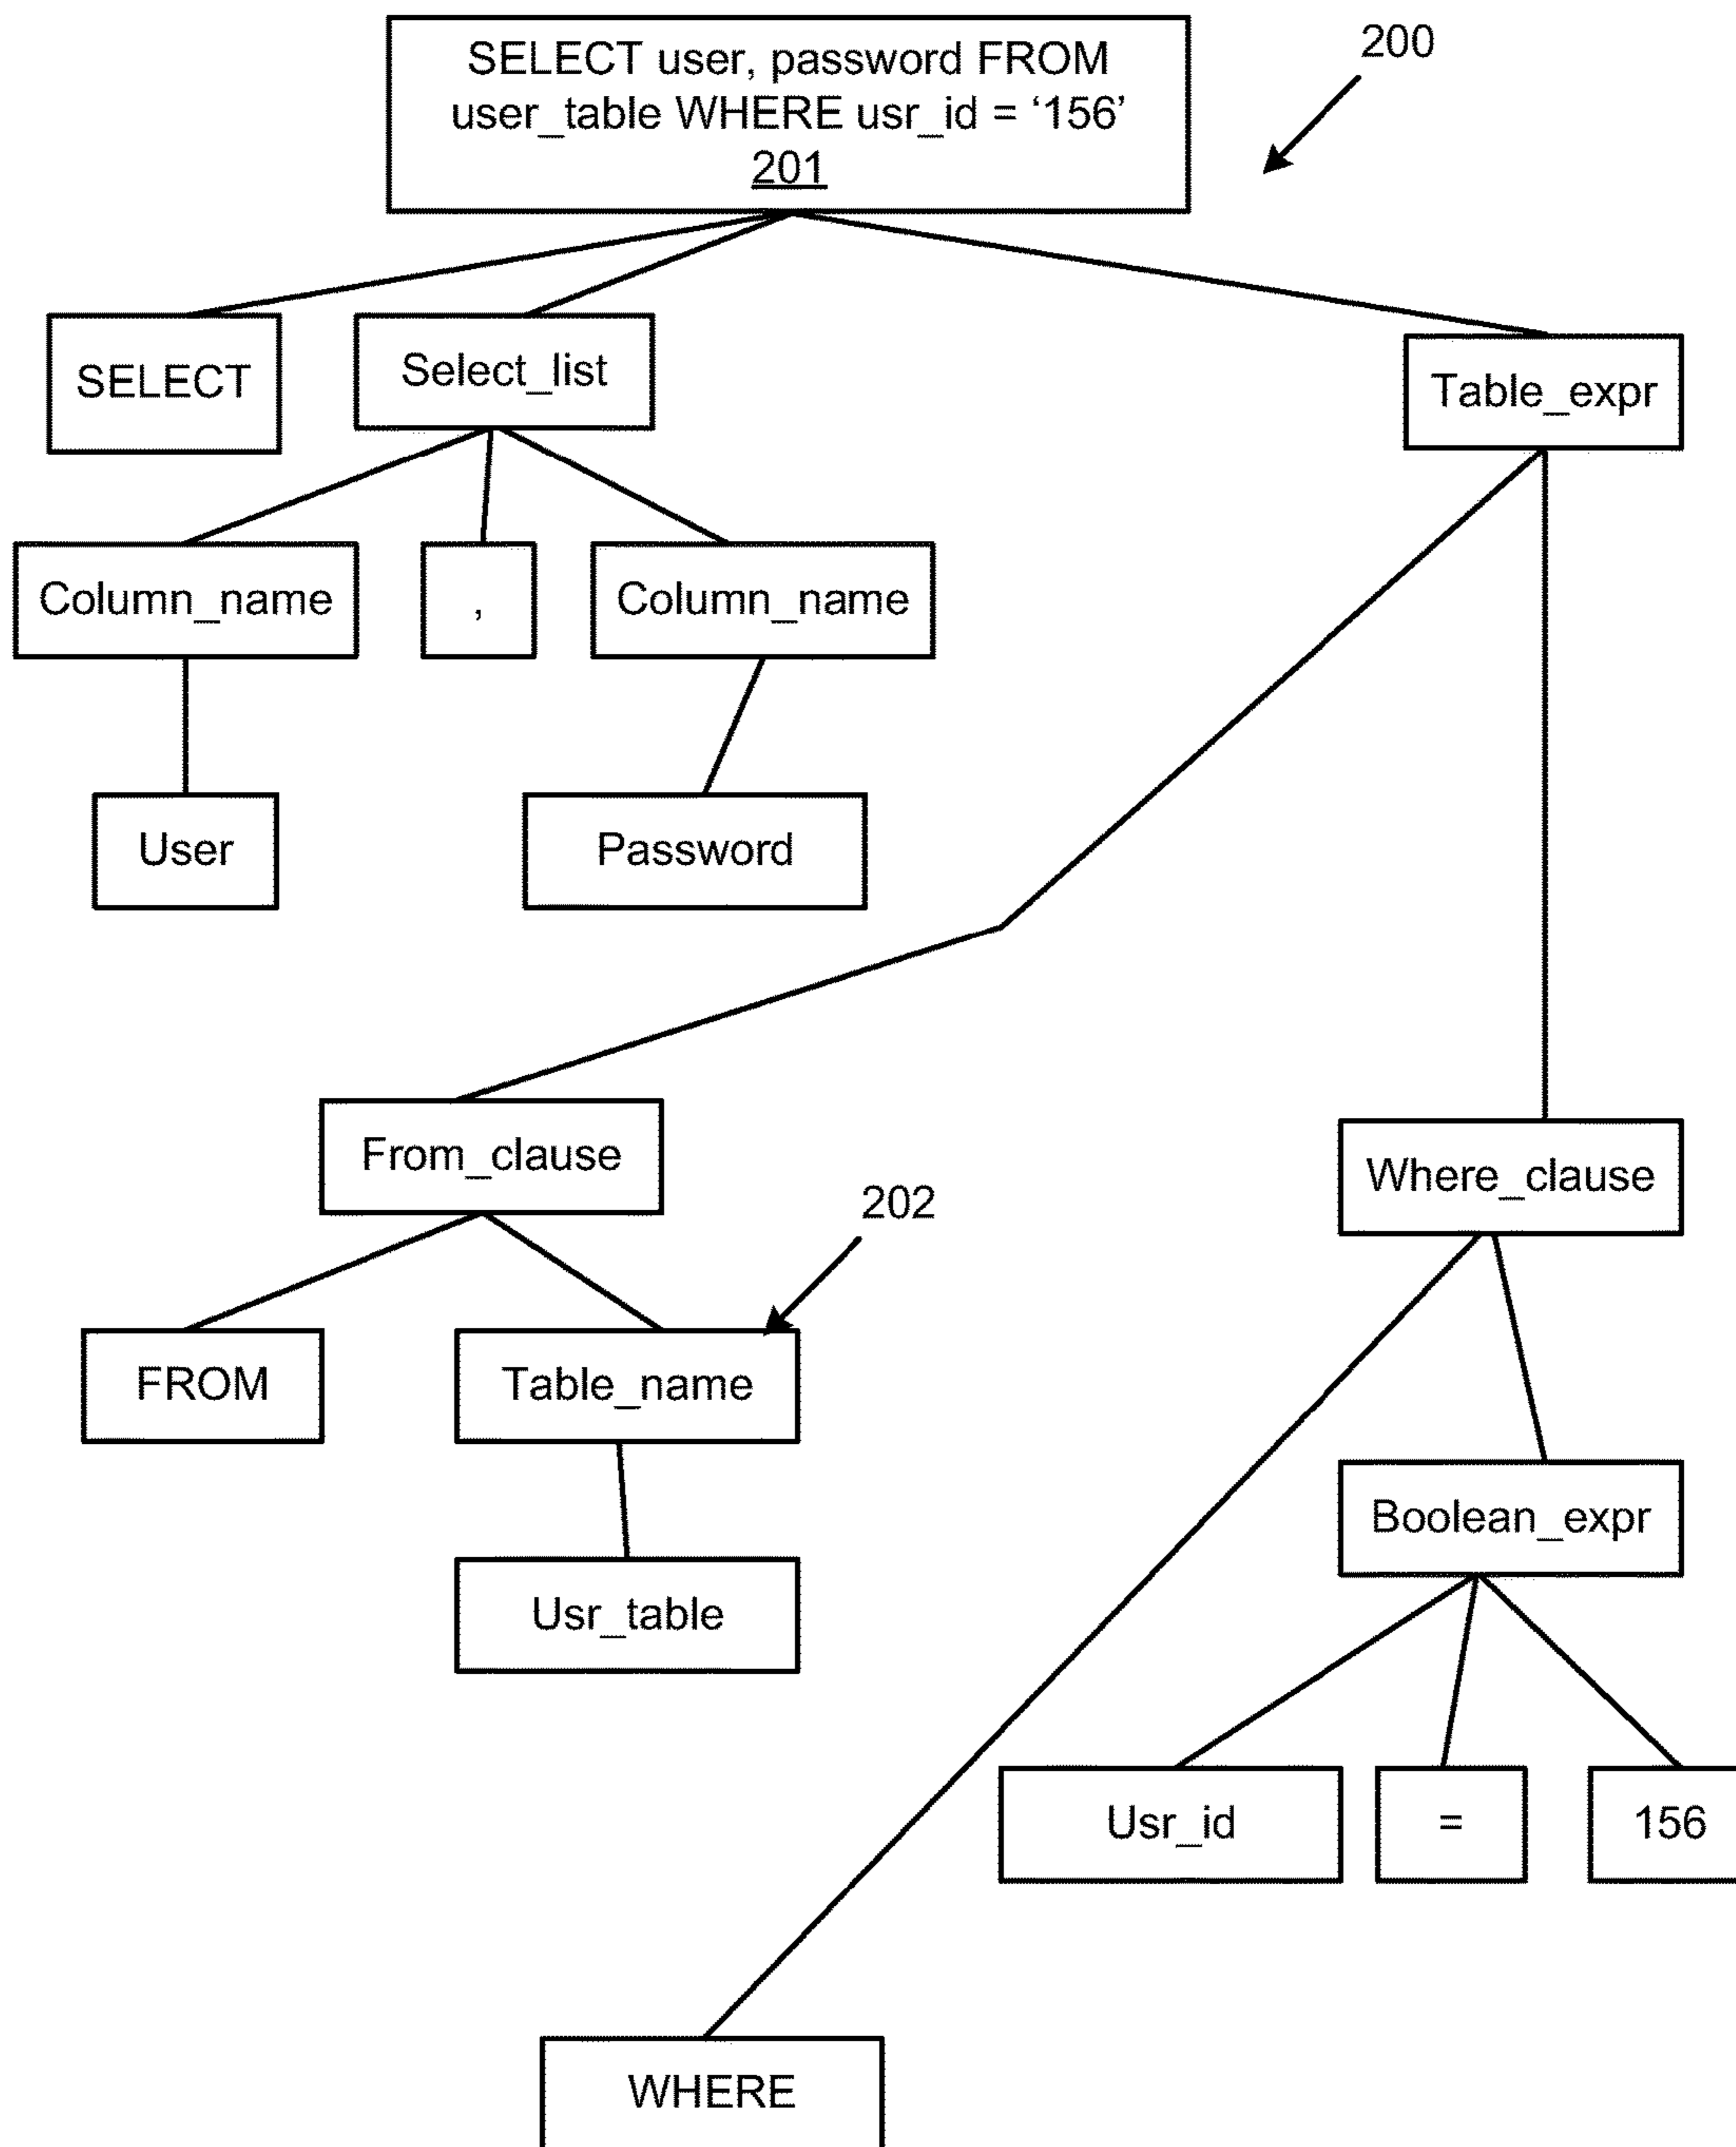 SELECT user, password FROM
user_table WHERE usr_id = ‘156’
201
200
SELECT
Select_list
Table_expr
Column_name
,
Column_name
User
Password
From_clause
Where_clause
202
FROM
Table_name
Boolean_expr
Usr_table
Usr_id
=
156
WHERE